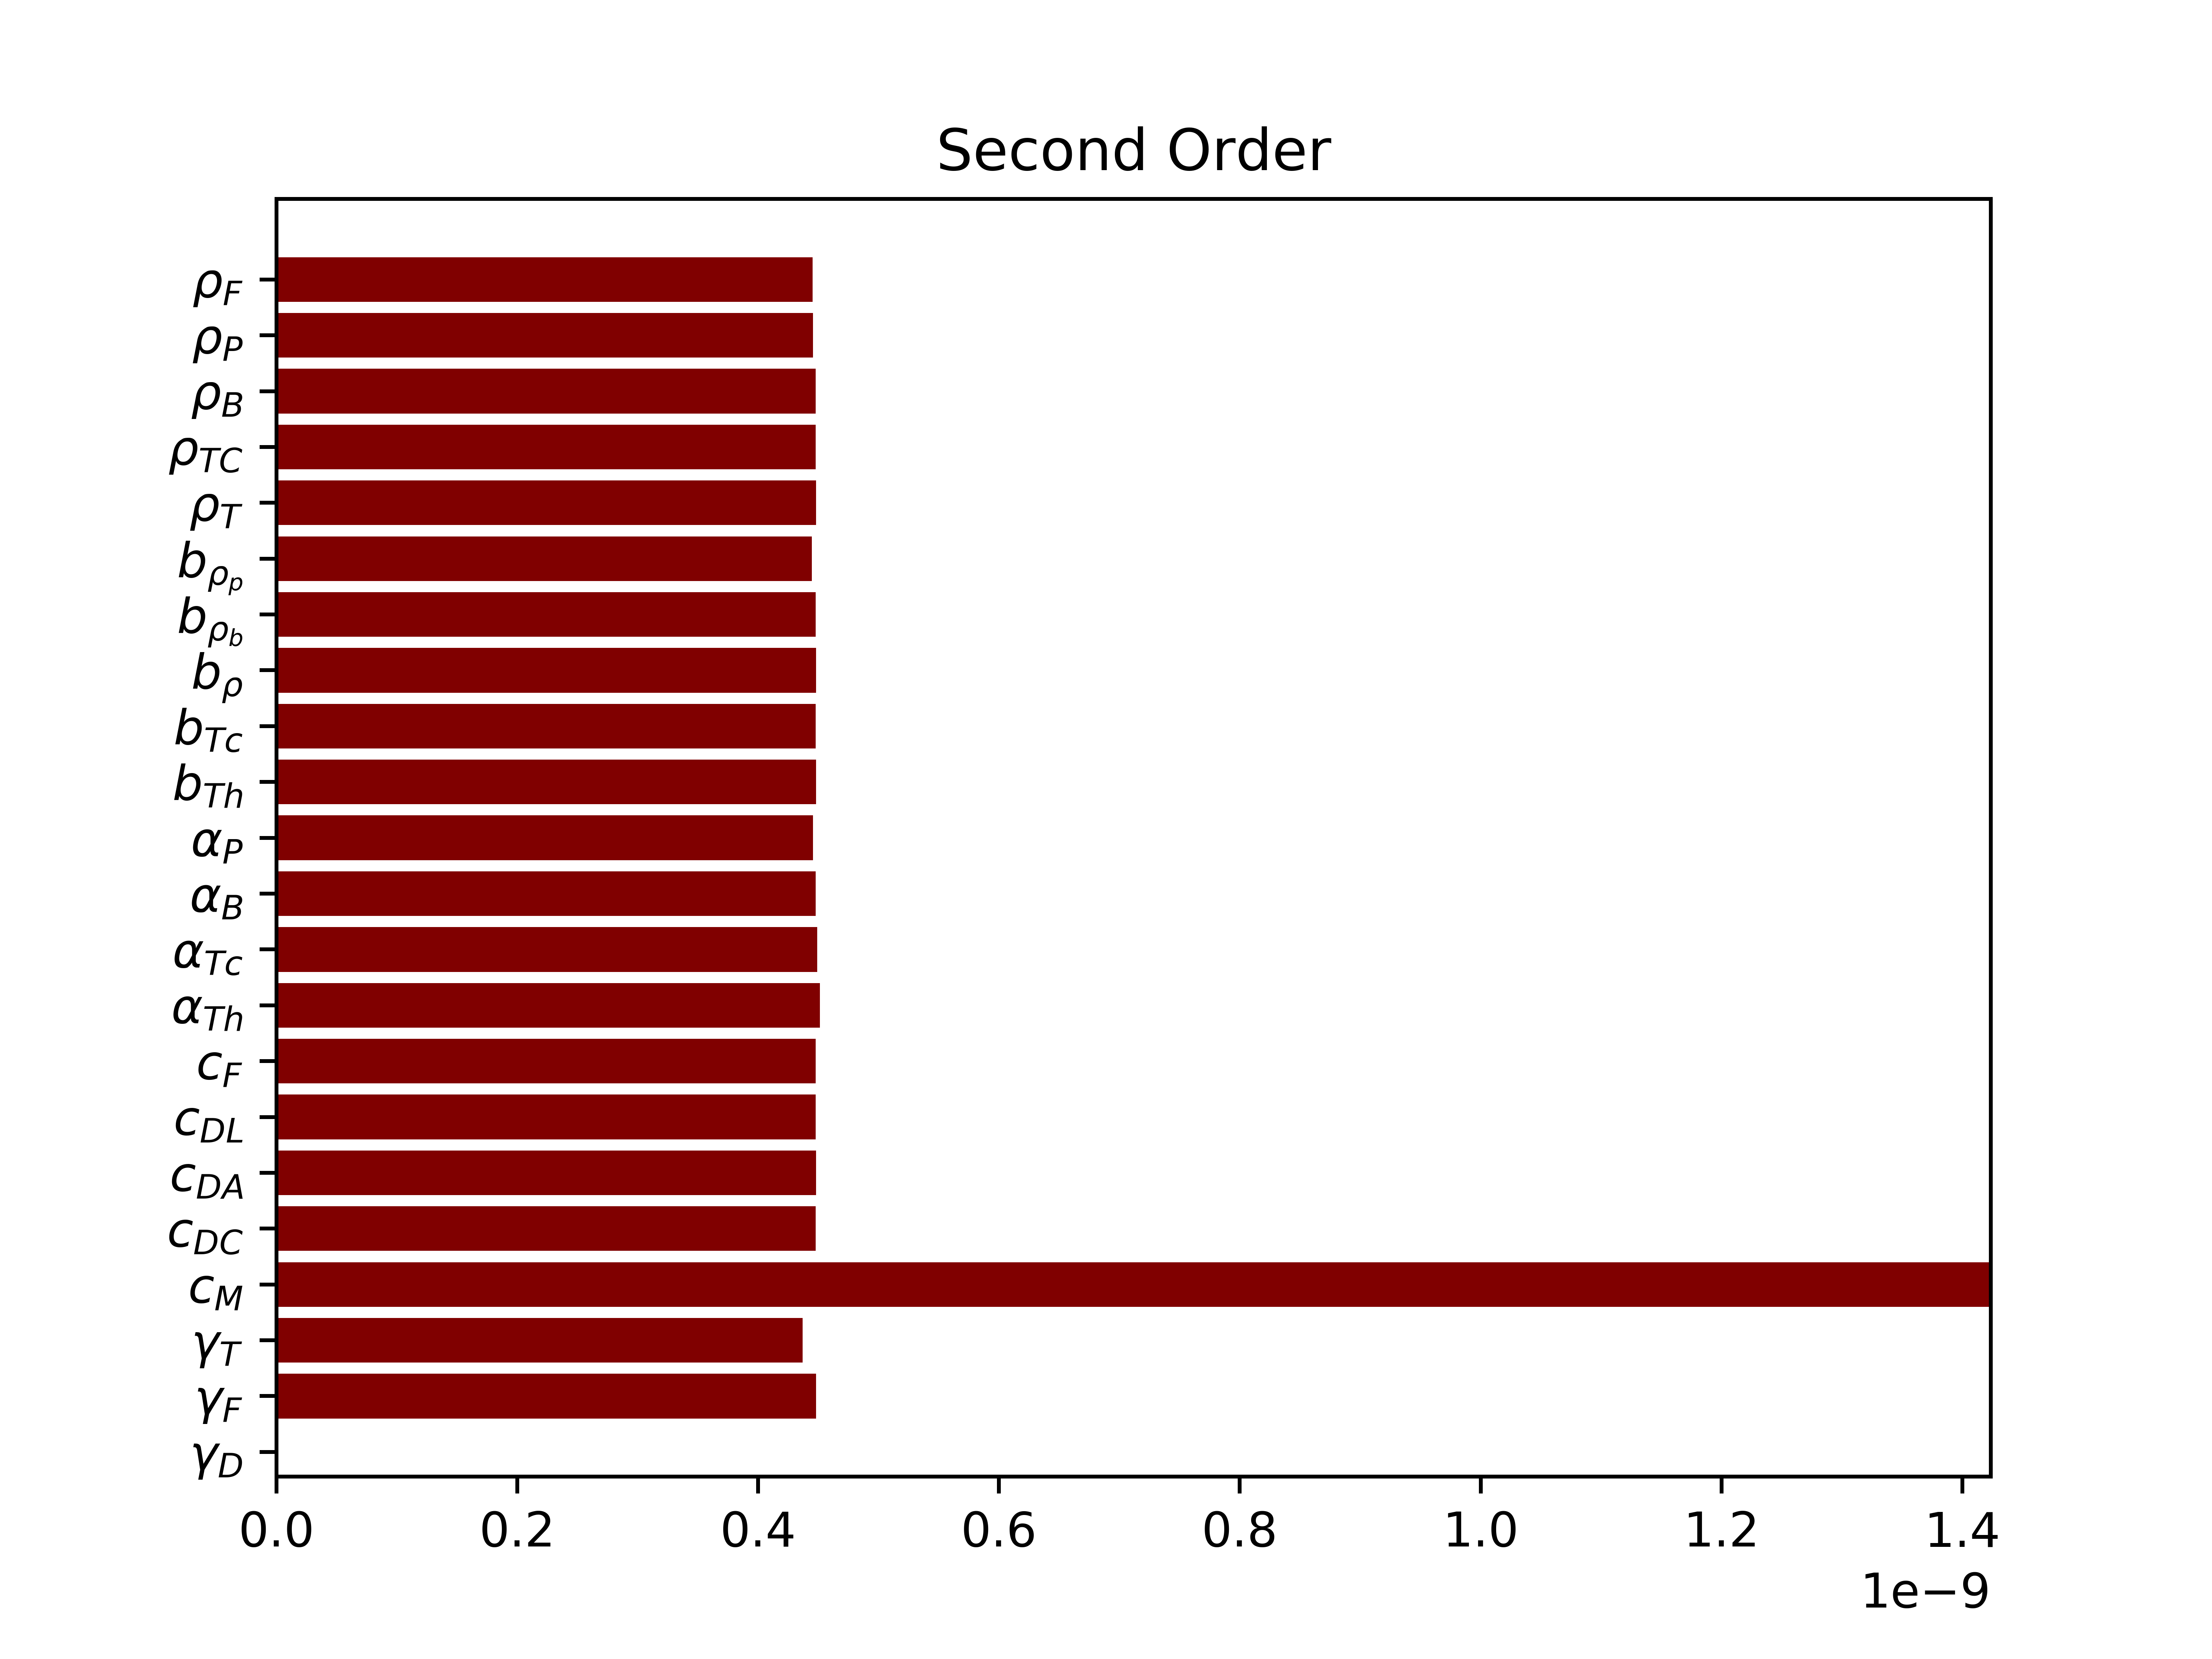 Second Order
ρ_F
ρ_P
ρ_B
ρ_TC
ρ_T
b_ρ_p
b_ρ_b
b_ρ
b_Tc
b_Th
α_P
α_B
α_Tc
α_Th
c_F
c_DL
c_DA
c_DC
c_M
γ_T
γ_F
γ_D
0.0 0.2 0.4 0.6 0.8 1.0 1.2 1.4
1e−9